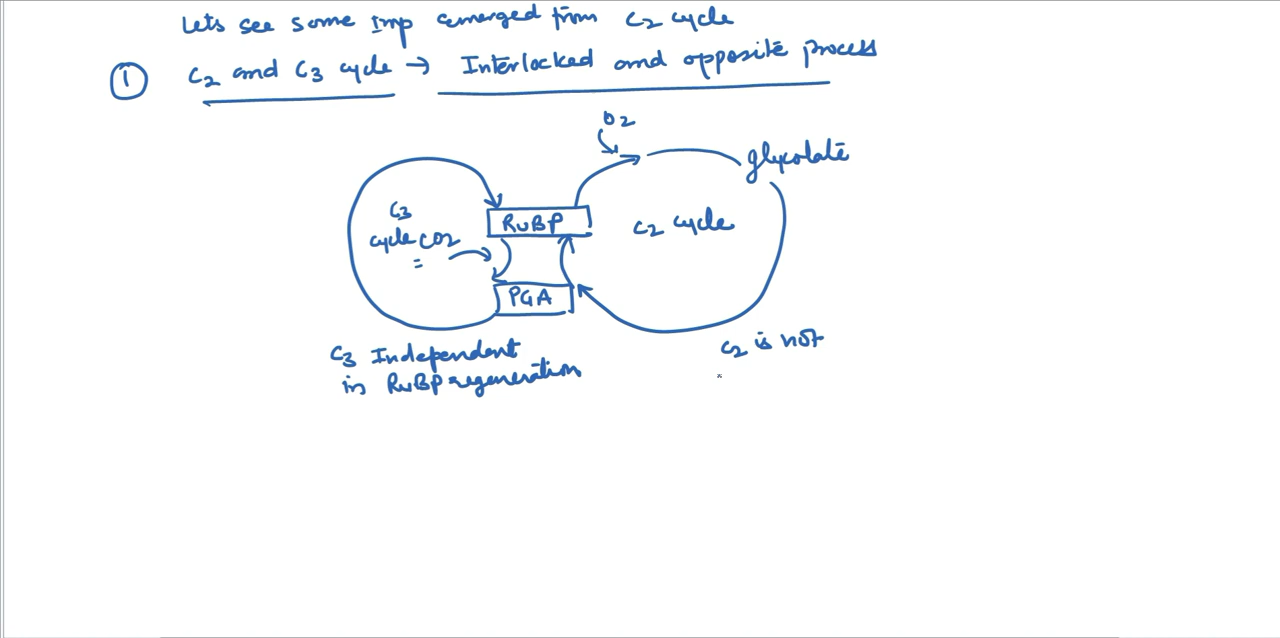 Lets see some Imp emerged from C2 cycle
① C2 and C3 cycle → Interlocked and opposite process
O2
glycolate
C3
cycle CO2
RuBP
C2 cycle
PGA
C3 Independent
in RuBP regeneration
C2 is not